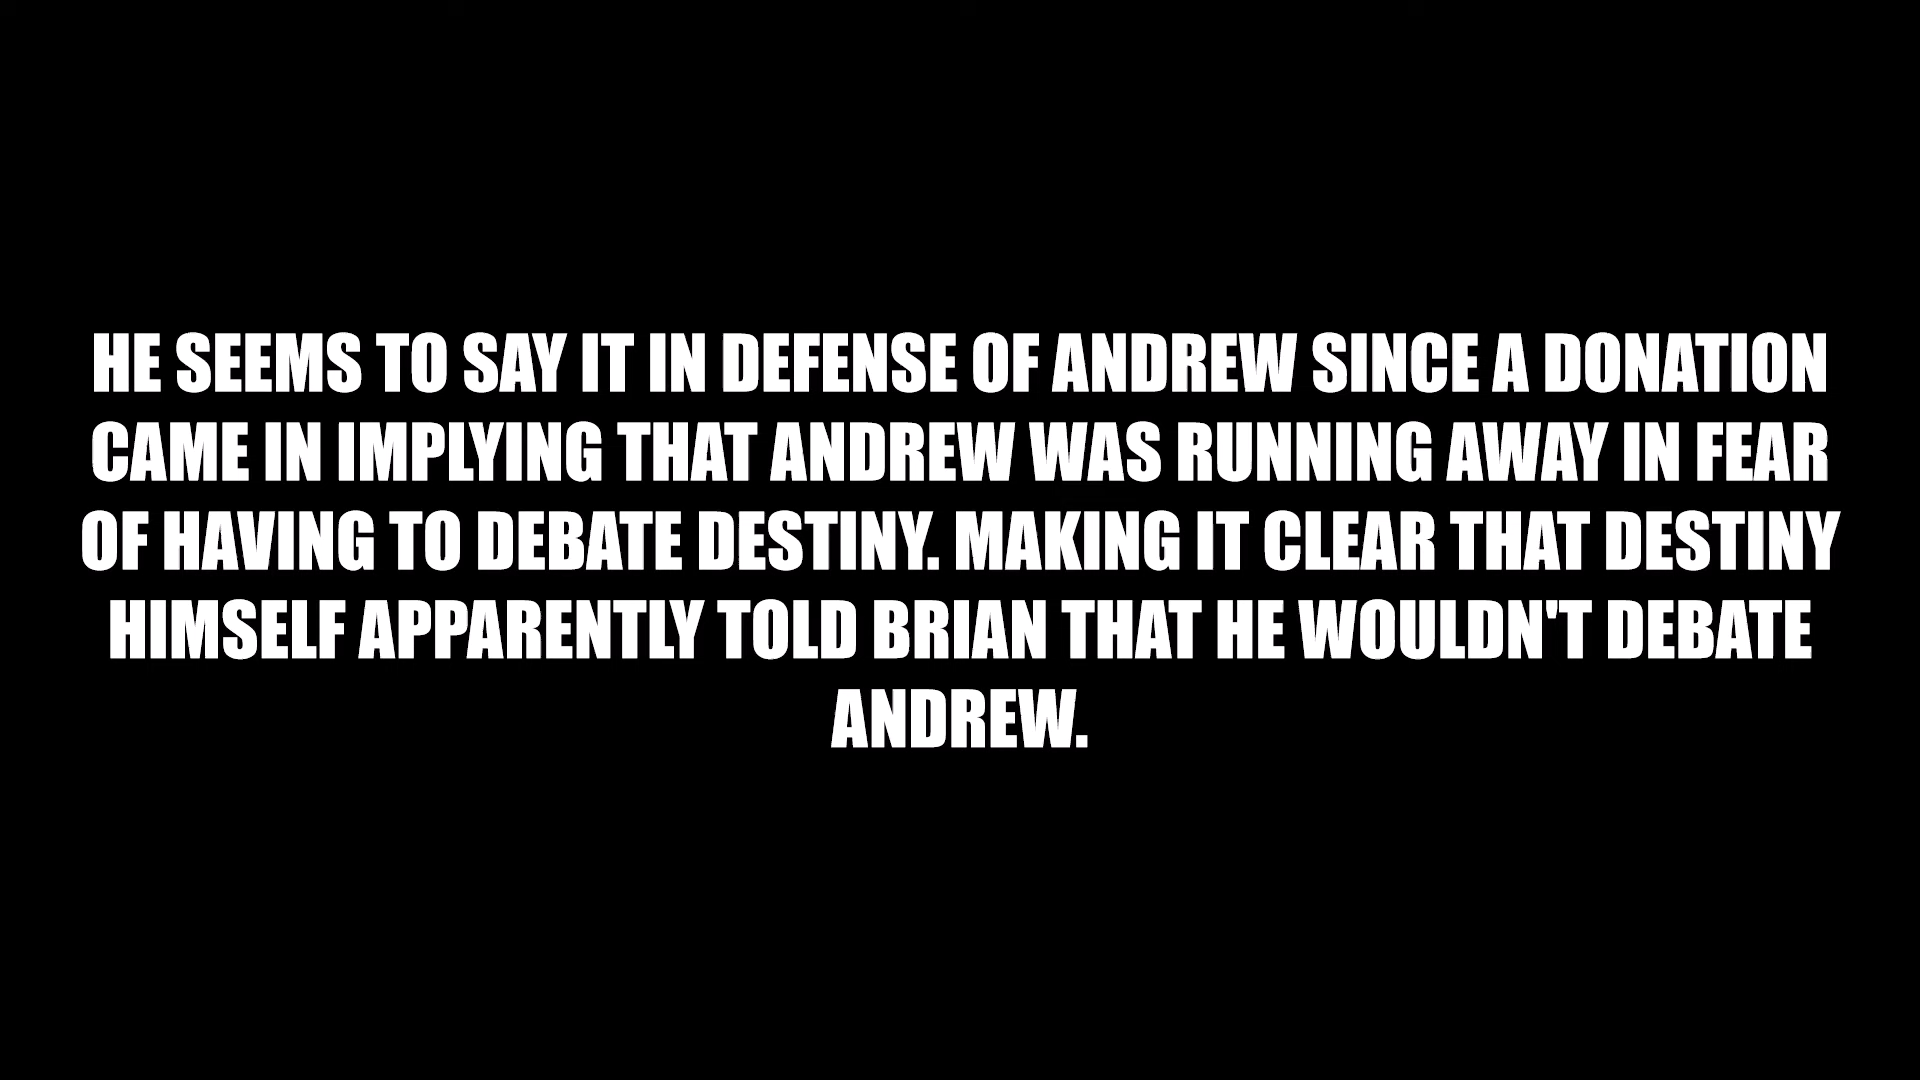 HE SEEMS TO SAY IT IN DEFENSE OF ANDREW SINCE A DONATION
CAME IN IMPLYING THAT ANDREW WAS RUNNING AWAY IN FEAR
OF HAVING TO DEBATE DESTINY. MAKING IT CLEAR THAT DESTINY
HIMSELF APPARENTLY TOLD BRIAN THAT HE WOULDN'T DEBATE
ANDREW.